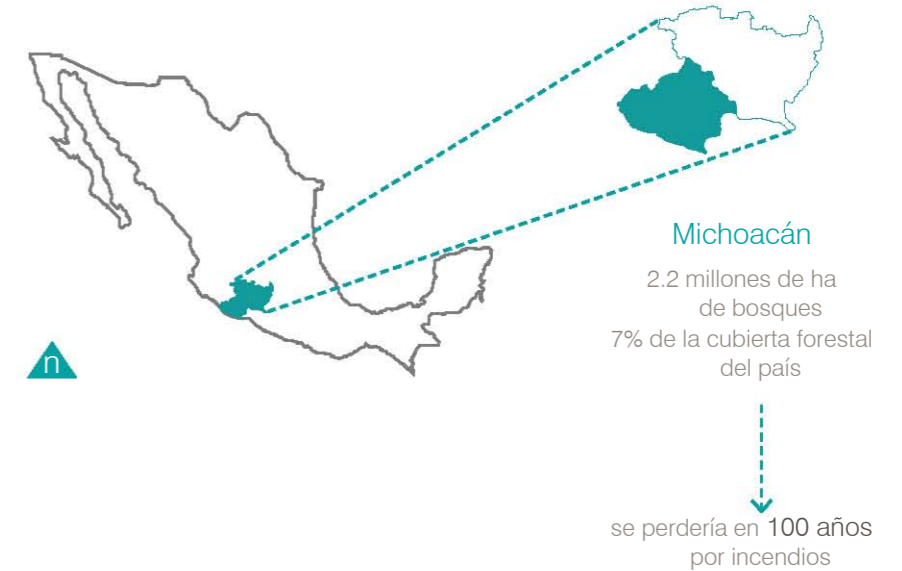 Michoacán
2.2 millones de ha
de bosques
7% de la cubierta forestal
del país
n
se perdería en 100 años
por incendios